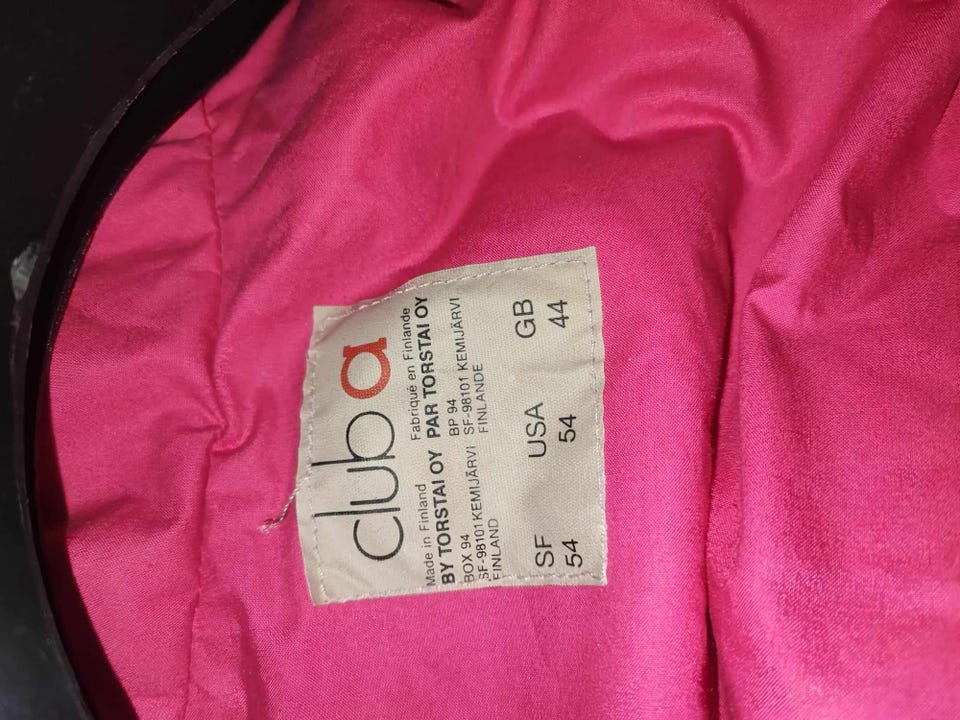 club a
Made in Finland Fabriqué en Finlande
BY TORSTAI OY PAR TORSTAI OY
BOX 94 BP 94
SF-98101 KEMIJÄRVI SF-98101 KEMIJÄRVI
FINLAND FINLANDE
SF USA GB
54 54 44